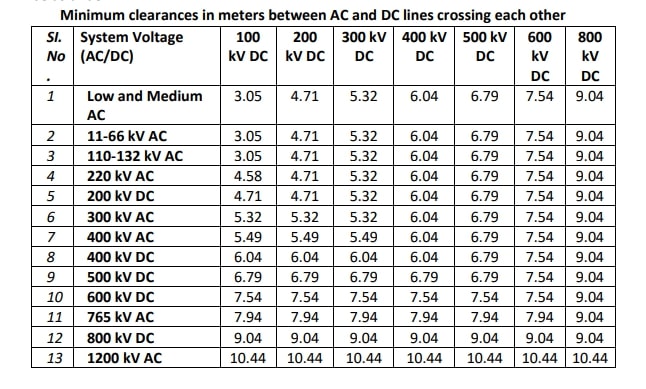 Minimum clearances in meters between AC and DC lines crossing each other
Sl. No . System Voltage (AC/DC) 100 kV DC 200 kV DC 300 kV DC 400 kV DC 500 kV DC 600 kV DC 800 kV DC
1 Low and Medium AC 3.05 4.71 5.32 6.04 6.79 7.54 9.04
2 11-66 kV AC 3.05 4.71 5.32 6.04 6.79 7.54 9.04
3 110-132 kV AC 3.05 4.71 5.32 6.04 6.79 7.54 9.04
4 220 kV AC 4.58 4.71 5.32 6.04 6.79 7.54 9.04
5 200 kV DC 4.71 4.71 5.32 6.04 6.79 7.54 9.04
6 300 kV AC 5.32 5.32 5.32 6.04 6.79 7.54 9.04
7 400 kV AC 5.49 5.49 5.49 6.04 6.79 7.54 9.04
8 400 kV DC 6.04 6.04 6.04 6.04 6.79 7.54 9.04
9 500 kV DC 6.79 6.79 6.79 6.79 6.79 7.54 9.04
10 600 kV DC 7.54 7.54 7.54 7.54 7.54 7.54 9.04
11 765 kV AC 7.94 7.94 7.94 7.94 7.94 7.94 9.04
12 800 kV DC 9.04 9.04 9.04 9.04 9.04 9.04 9.04
13 1200 kV AC 10.44 10.44 10.44 10.44 10.44 10.44 10.44